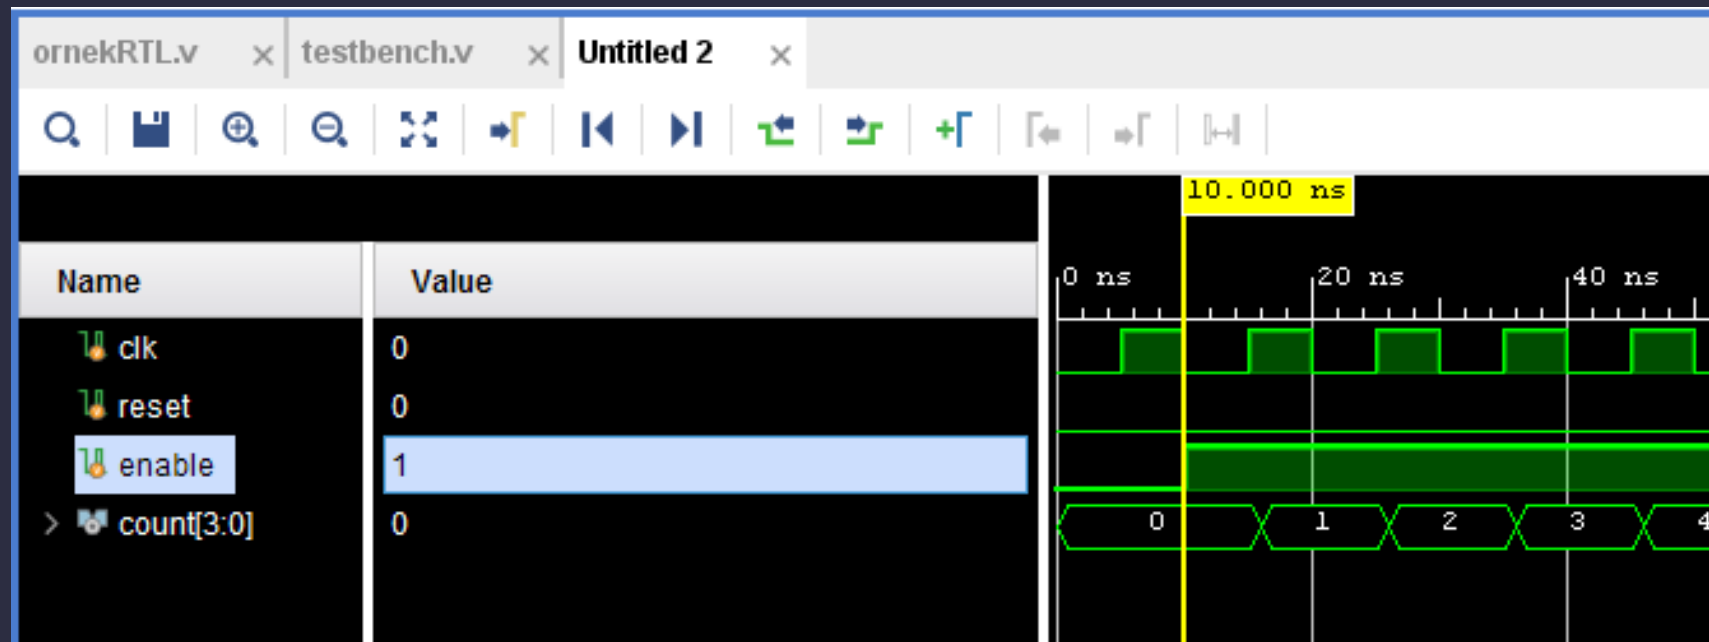 ornekRTL.v testbench.v Untitled 2
10.000 ns
Name Value 0 ns 20 ns 40 ns
clk 0
reset 0
enable 1
count[3:0] 0 0 1 2 3 4